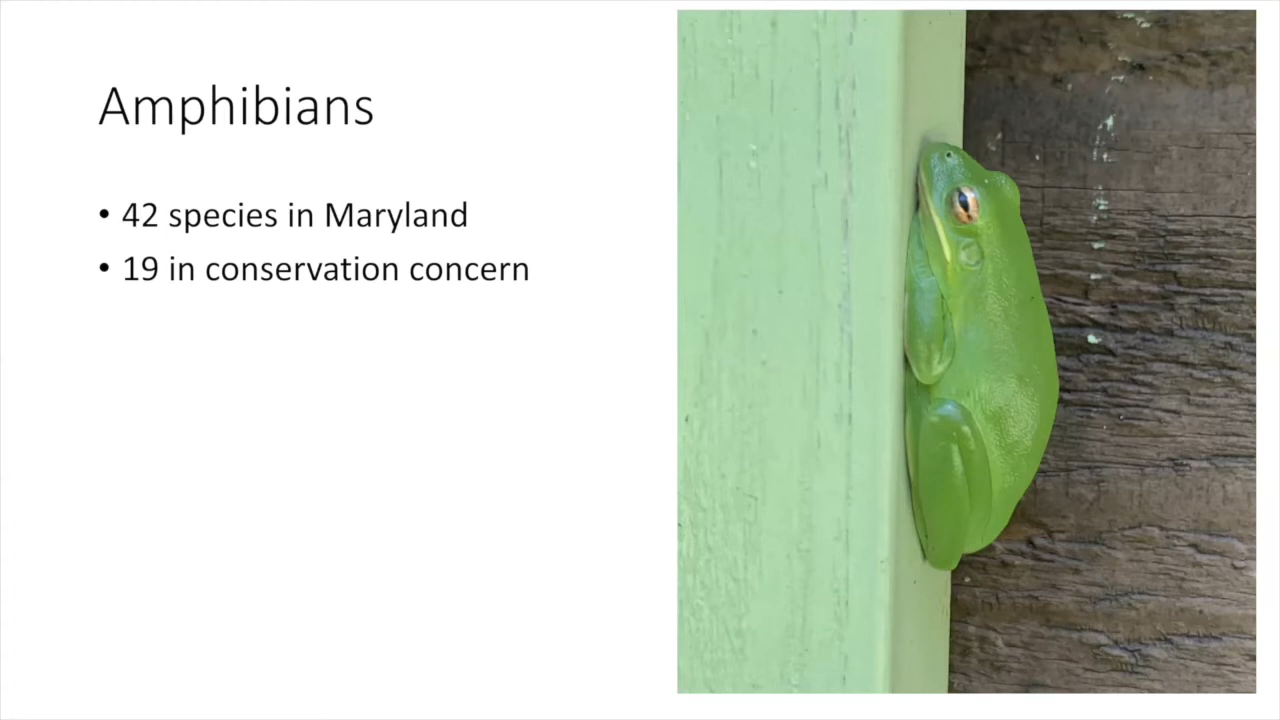 Amphibians
• 42 species in Maryland
• 19 in conservation concern